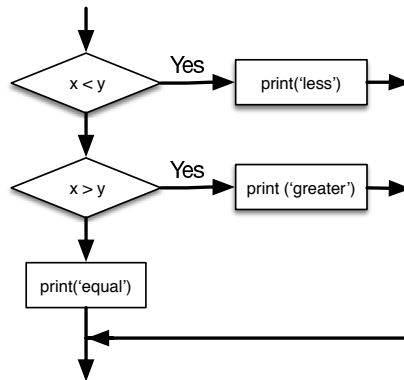 x < y
Yes
print(‘less’)
x > y
Yes
print (‘greater’)
print(‘equal’)